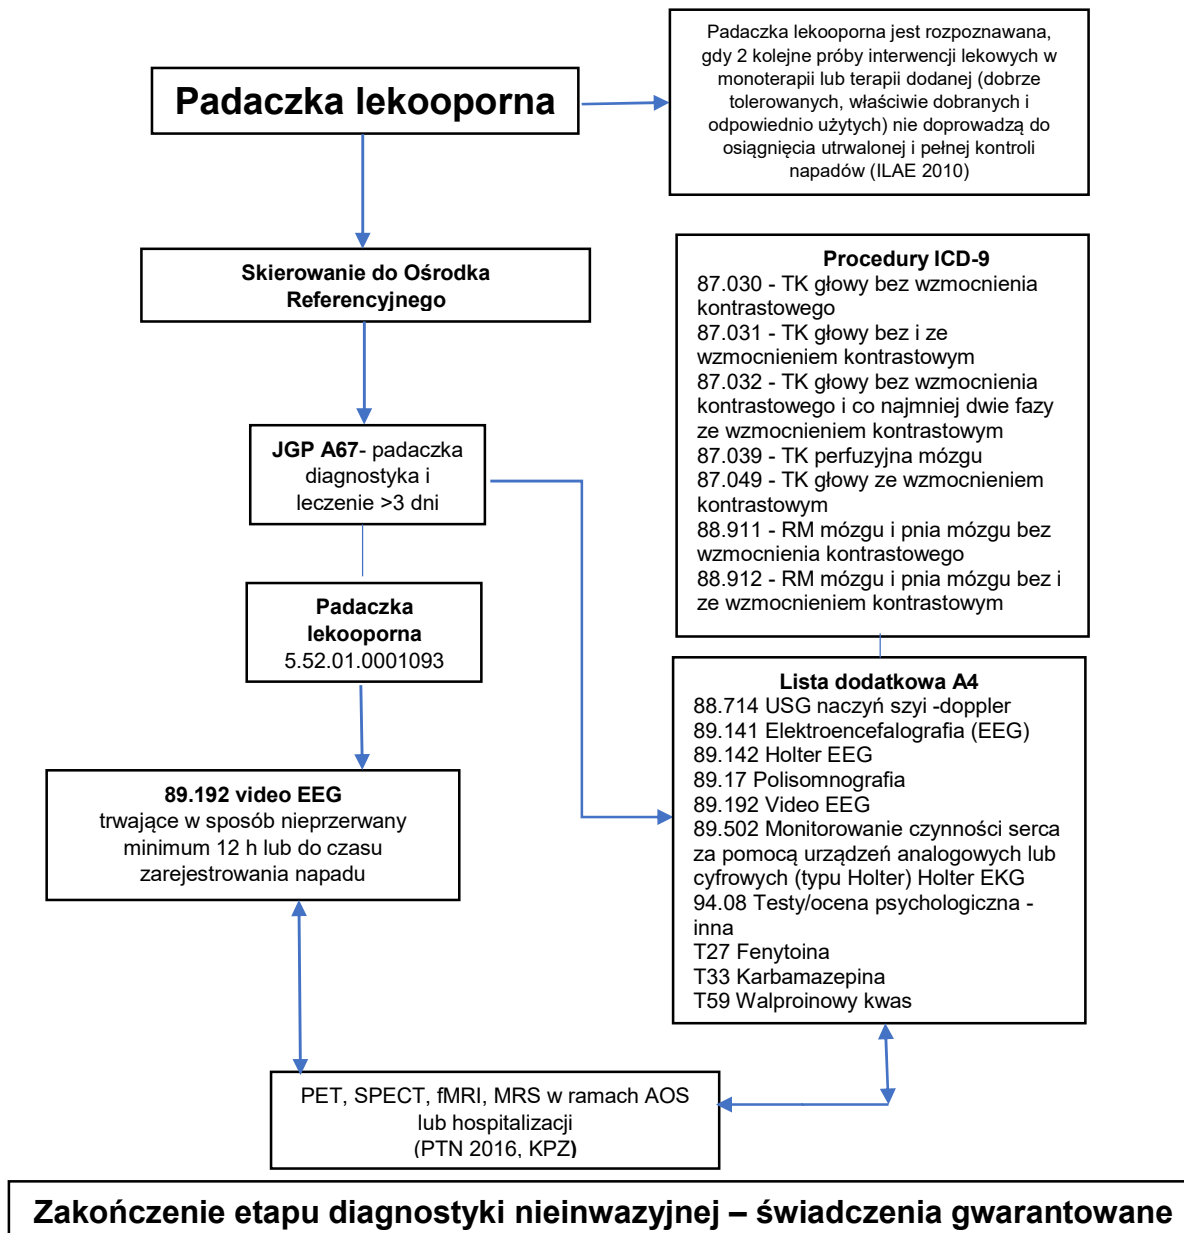 Padaczka lekooporna
Padaczka lekooporna jest rozpoznawana,
gdy 2 kolejne próby interwencji lekowych w
monoterapii lub terapii dodanej (dobrze
tolerowanych, właściwie dobranych i
odpowiednio użytych) nie doprowadzą do
osiągnięcia utrwalonej i pełnej kontroli
napadów (ILAE 2010)
Skierowanie do Ośrodka
Referencyjnego
JGP A67- padaczka
diagnostyka i
leczenie >3 dni
Padaczka
lekooporna
5.52.01.0001093
89.192 video EEG
trwające w sposób nieprzerwany
minimum 12 h lub do czasu
zarejestrowania napadu
Procedury ICD-9
87.030 - TK głowy bez wzmocnienia
kontrastowego
87.031 - TK głowy bez i ze
wzmocnieniem kontrastowym
87.032 - TK głowy bez wzmocnienia
kontrastowego i co najmniej dwie fazy
ze wzmocnieniem kontrastowym
87.039 - TK perfuzyjna mózgu
87.049 - TK głowy ze wzmocnieniem
kontrastowym
88.911 - RM mózgu i pnia mózgu bez
wzmocnienia kontrastowego
88.912 - RM mózgu i pnia mózgu bez i
ze wzmocnieniem kontrastowym
Lista dodatkowa A4
88.714 USG naczyń szyi -doppler
89.141 Elektroencefalografia (EEG)
89.142 Holter EEG
89.17 Polisomnografia
89.192 Video EEG
89.502 Monitorowanie czynności serca
za pomocą urządzeń analogowych lub
cyfrowych (typu Holter) Holter EKG
94.08 Testy/ocena psychologiczna -
inna
T27 Fenytoina
T33 Karbamazepina
T59 Walproinowy kwas
PET, SPECT, fMRI, MRS w ramach AOS
lub hospitalizacji
(PTN 2016, KPZ)
Zakończenie etapu diagnostyki nieinwazyjnej – świadczenia gwarantowane